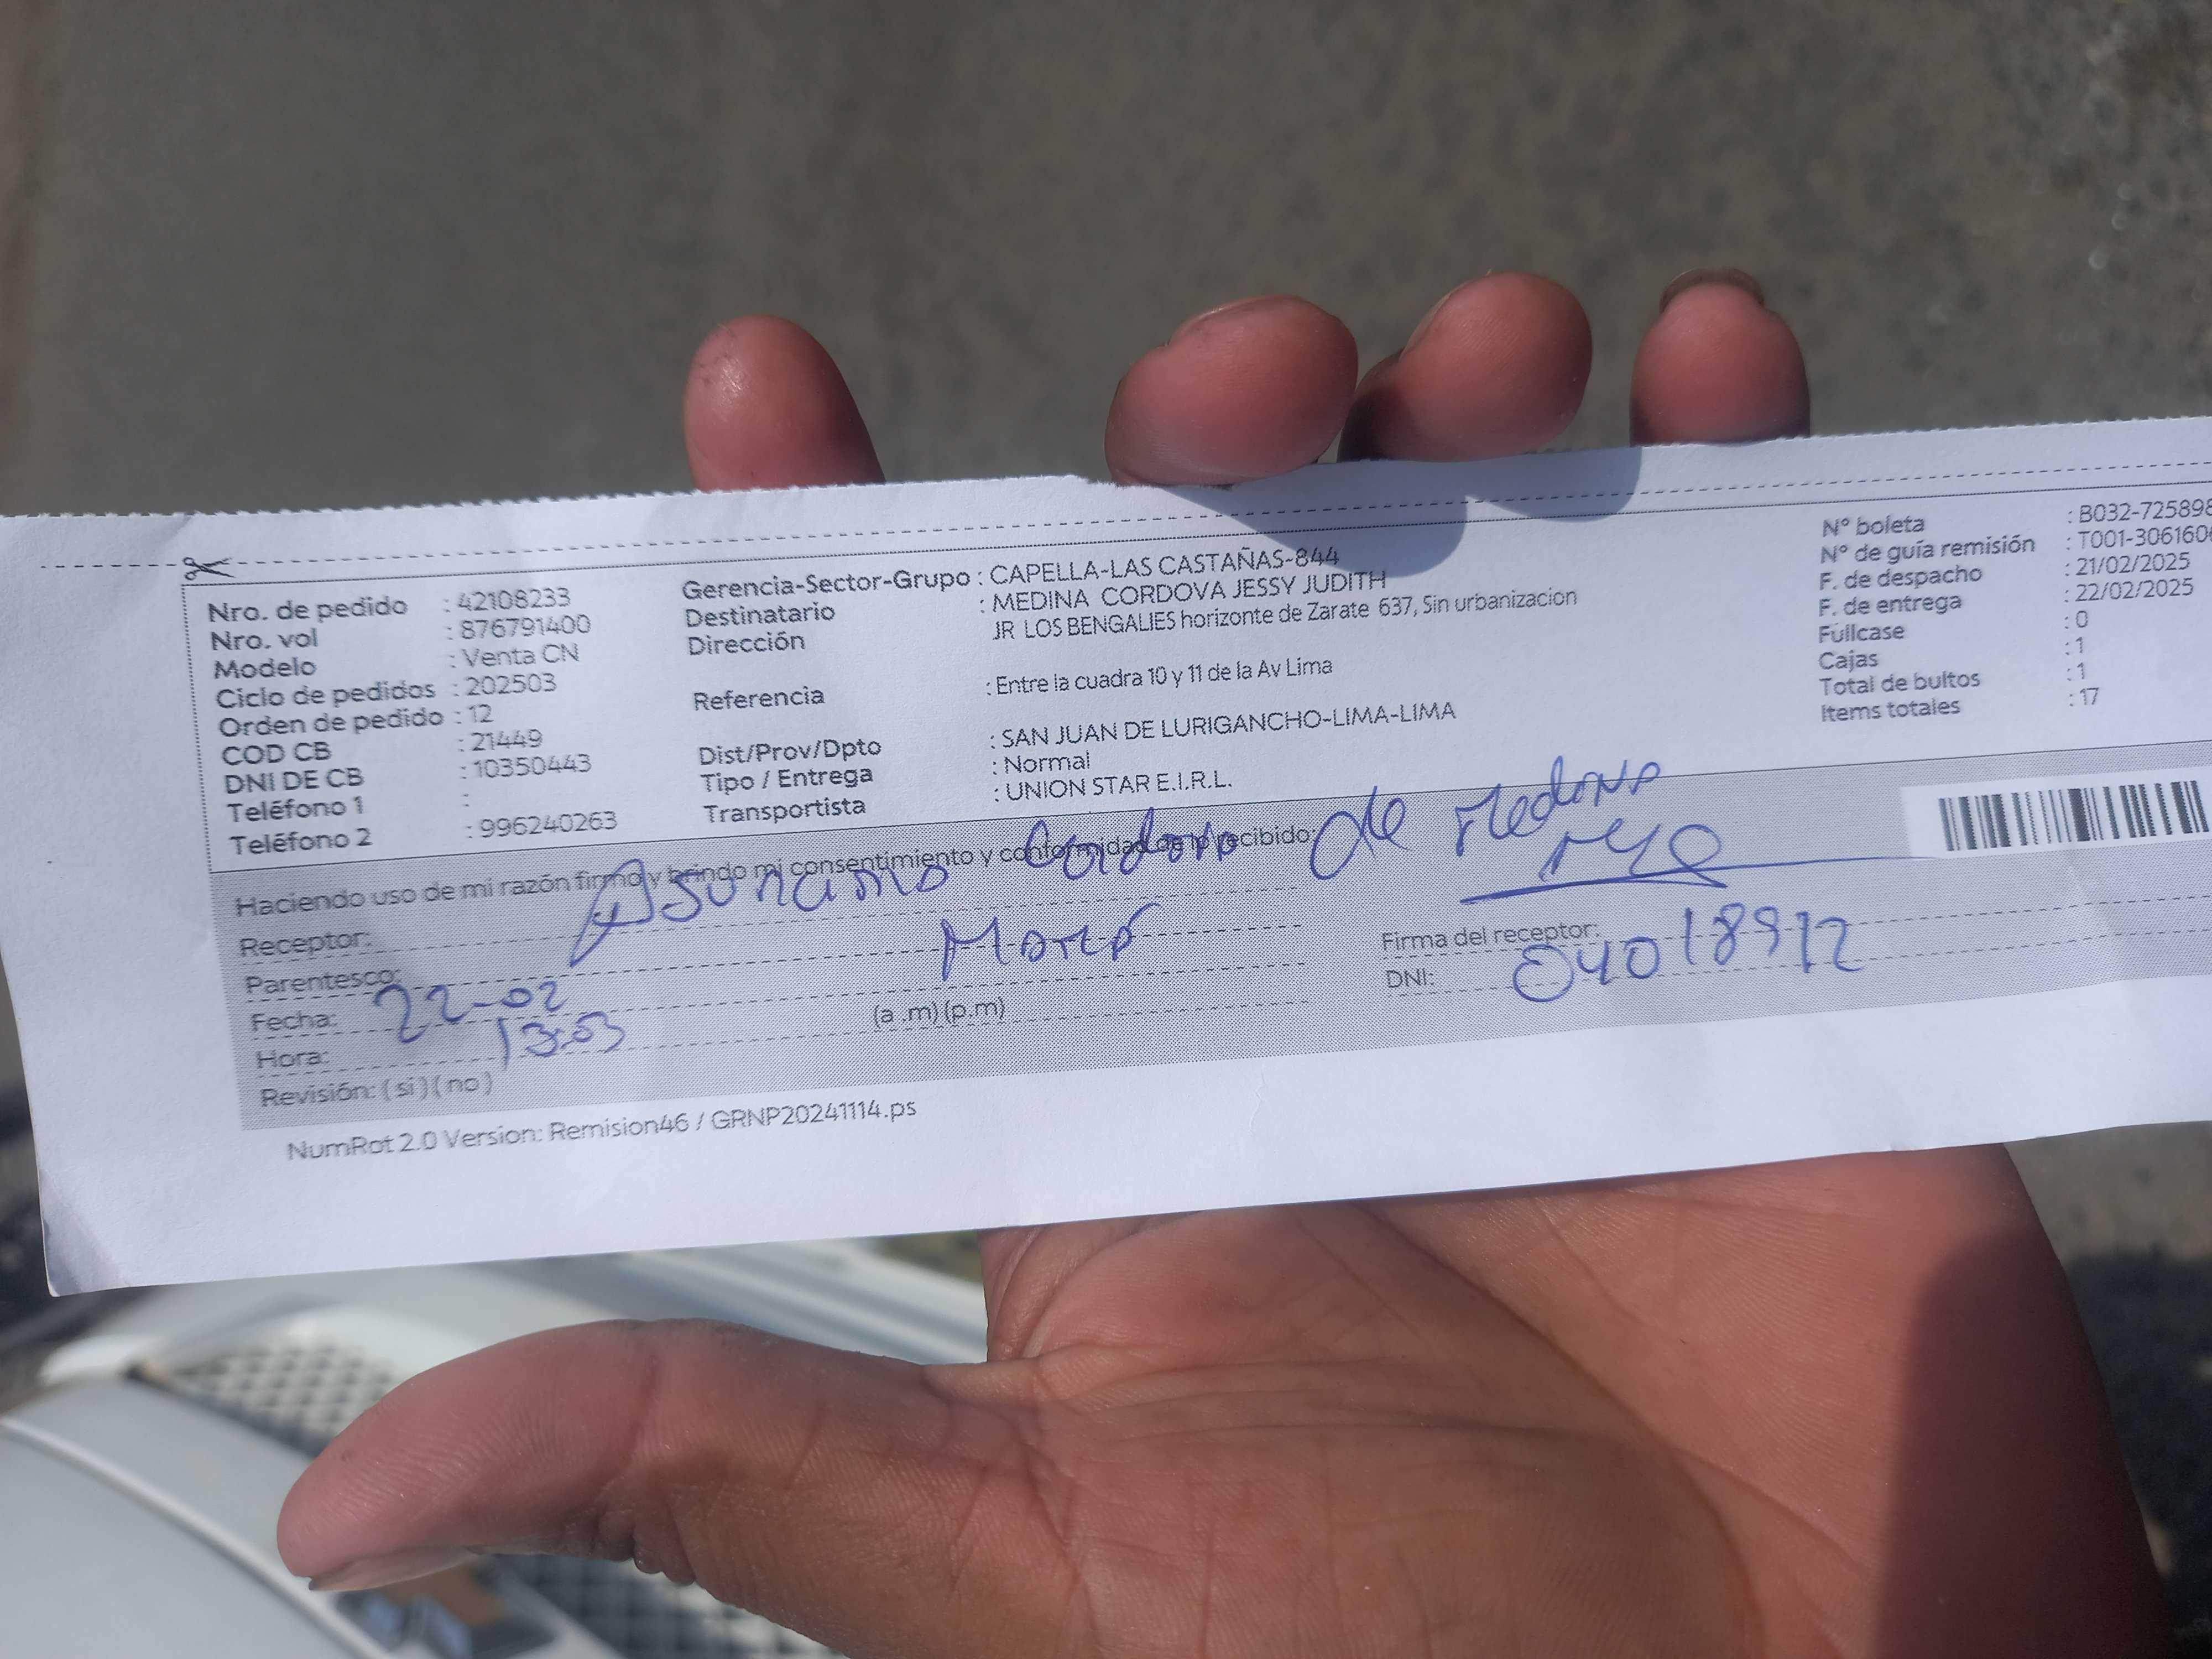 Nro. de pedido : 42108233
Nro. vol : 876791400
Modelo : Venta CN
Ciclo de pedidos : 202503
Orden de pedido : 12
COD CB : 21449
DNI DE CB : 10350443
Teléfono 1 :
Teléfono 2 : 996240263
Gerencia-Sector-Grupo : CAPELLA-LAS CASTAÑAS-844
Destinatario : MEDINA CORDOVA JESSY JUDITH
Dirección JR LOS BENGALIES horizonte de Zarate 637, Sin urbanizacion
Referencia : Entre la cuadra 10 y 11 de la Av Lima
Dist/Prov/Dpto : SAN JUAN DE LURIGANCHO-LIMA-LIMA
Tipo / Entrega : Normal
Transportista : UNION STAR E.I.R.L.
N° boleta : B032-725898
N° de guía remisión : T001-306160
F. de despacho : 21/02/2025
F. de entrega : 22/02/2025
Fullcase : 0
Cajas : 1
Total de bultos : 1
Items totales : 17
Haciendo uso de mi razón firmo y brindo mi consentimiento y conformidad de lo recibido:
Receptor: de
Parentesco:
Fecha: 22-02
Hora: 13:53 (a .m) (p.m)
Revisión: ( si ) ( no )
Firma del receptor:
DNI: 04018912
NumRot 2.0 Version: Remision46 / GRNP20241114.ps